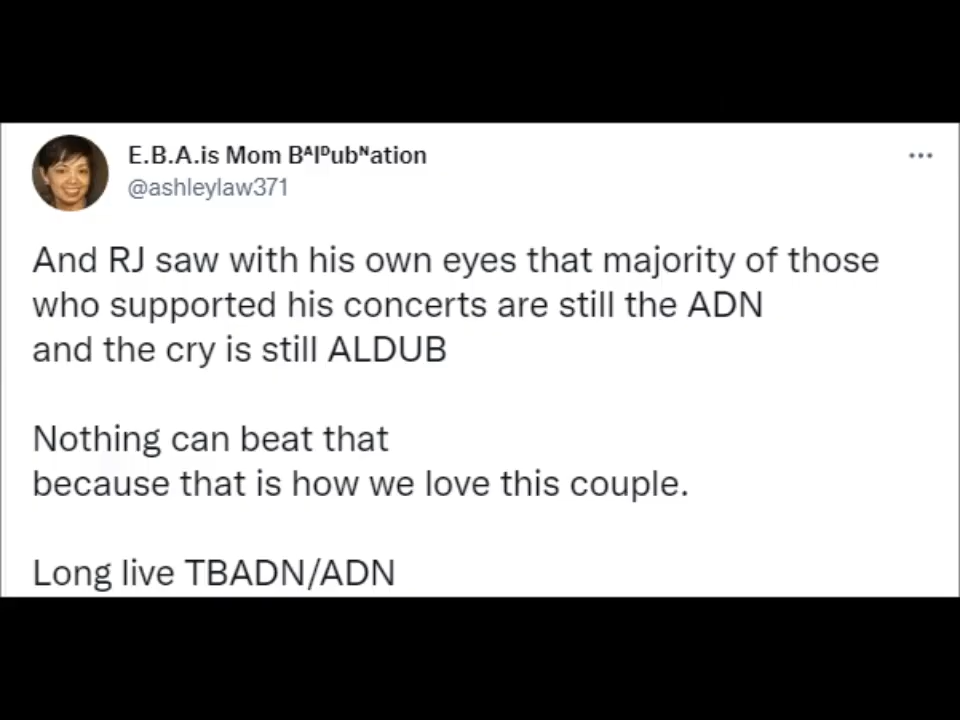 E.B.A.is Mom BᴬlᴰubᴺatIon
@ashleylaw371
And RJ saw with his own eyes that majority of those
who supported his concerts are still the ADN
and the cry is still ALDUB
Nothing can beat that
because that is how we love this couple.
Long live TBADN/ADN